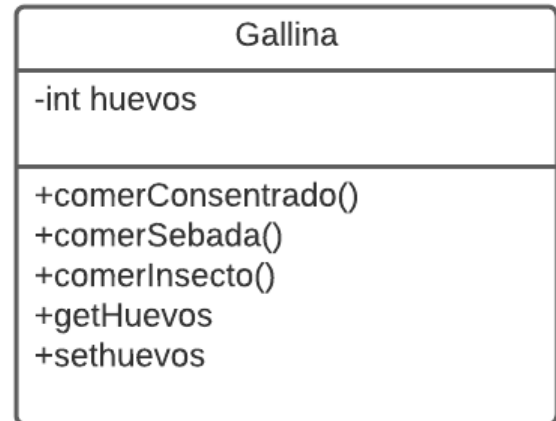 Gallina
-int huevos
+comerConsentrado()
+comerSebada()
+comerInsecto()
+getHuevos
+sethuevos